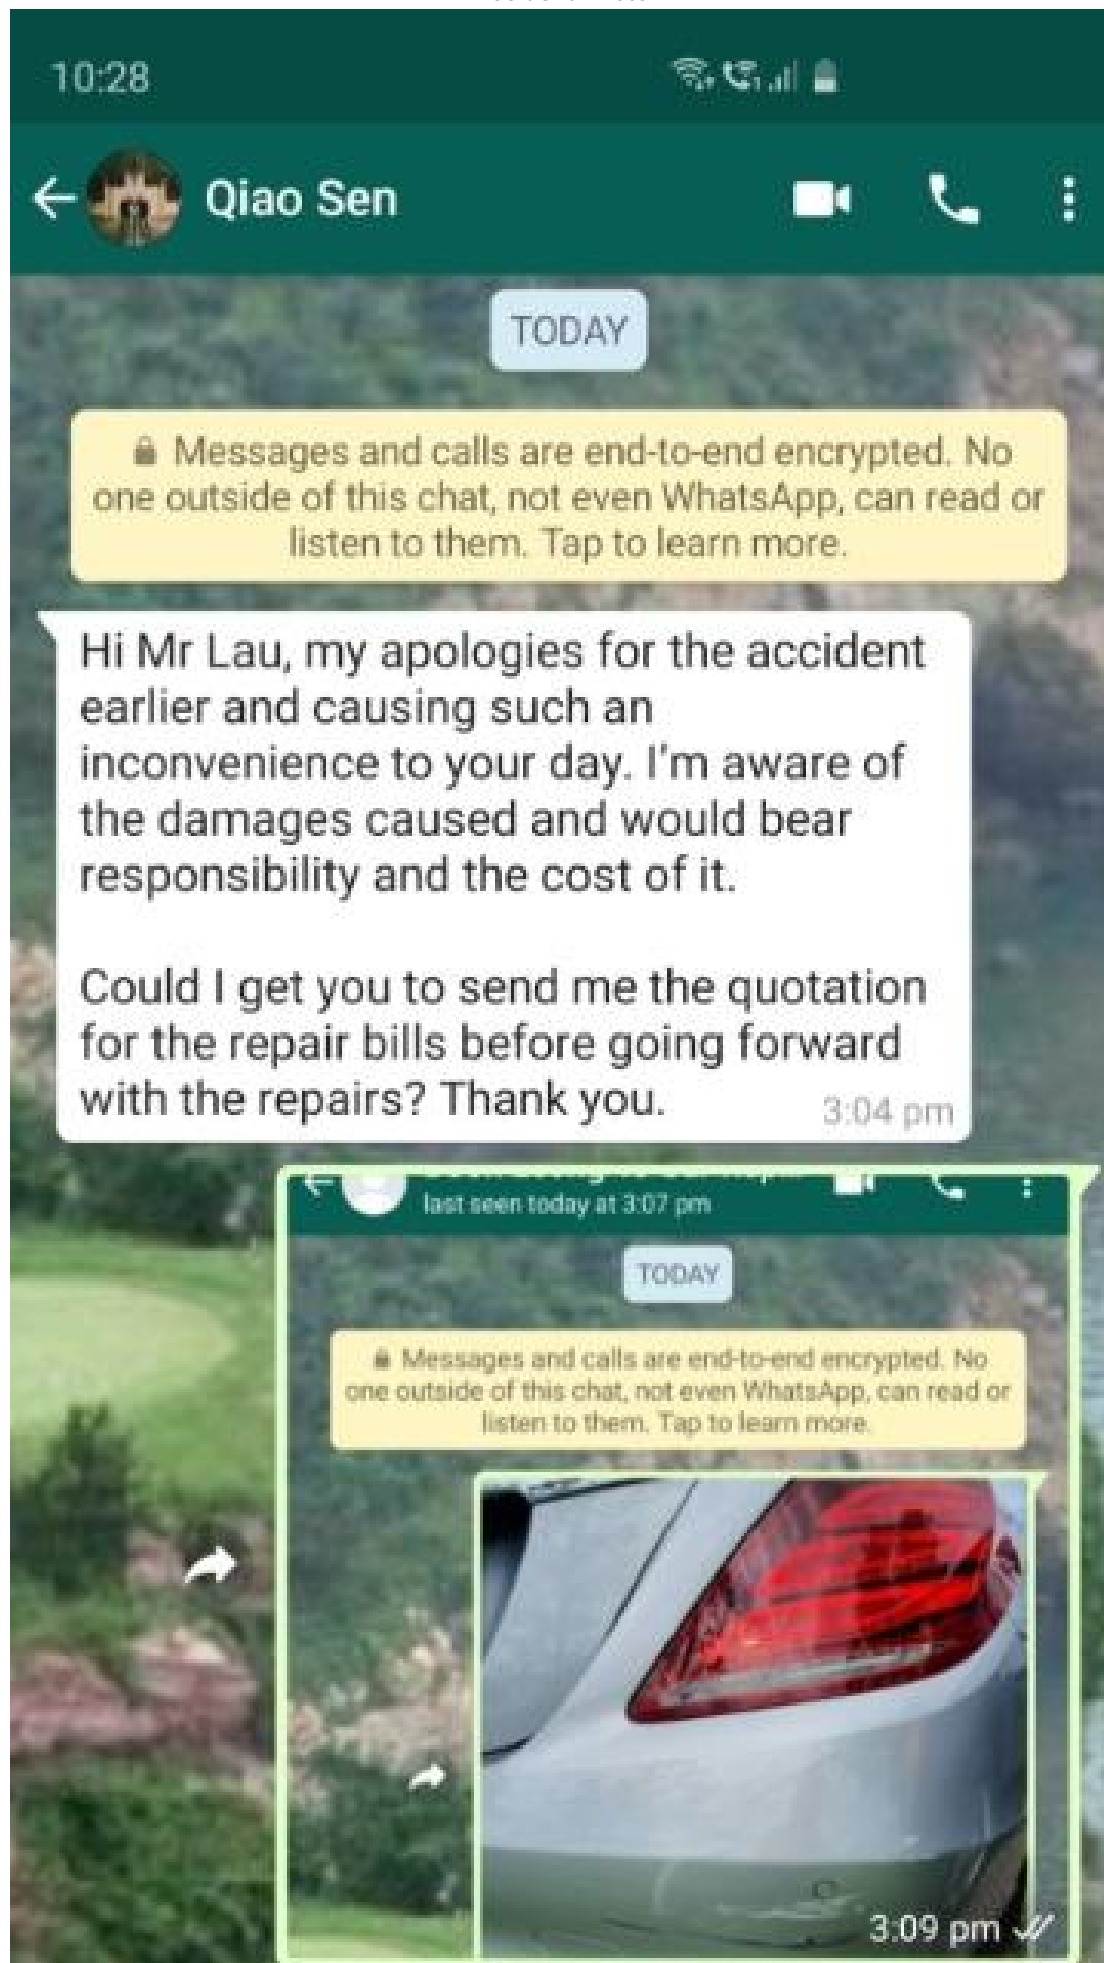 10:28
Qiao Sen
TODAY
Messages and calls are end-to-end encrypted. No
one outside of this chat, not even WhatsApp, can read or
listen to them. Tap to learn more.
Hi Mr Lau, my apologies for the accident
earlier and causing such an
inconvenience to your day. I'm aware of
the damages caused and would bear
responsibility and the cost of it.
Could I get you to send me the quotation
for the repair bills before going forward
with the repairs? Thank you.
3:04 pm
last seen today at 3:07 pm
TODAY
Messages and calls are end-to-end encrypted. No
one outside of this chat, not even WhatsApp, can read or
listen to them. Tap to learn more.
3:09 pm